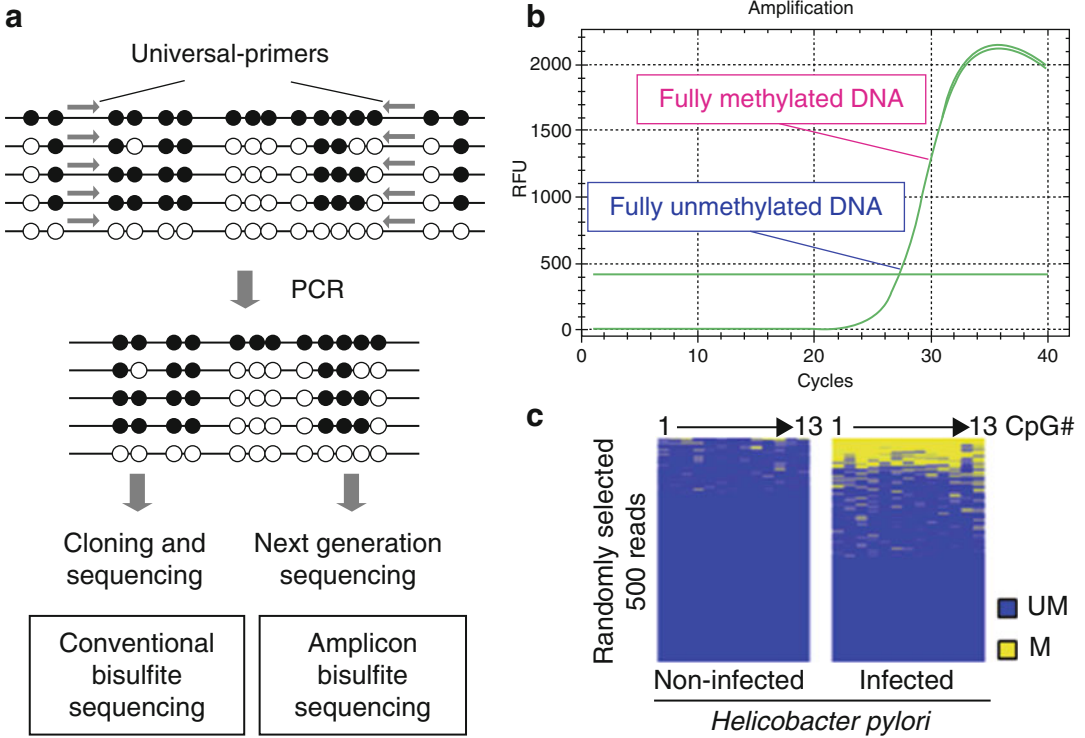 a
Universal-primers
PCR
Cloning and
sequencing
Next generation
sequencing
Conventional
bisulfite
sequencing
Amplicon
bisulfite
sequencing
b
Amplification
RFU
2000
1500
1000
500
0
Fully methylated DNA
Fully unmethylated DNA
0 10 20 30 40
Cycles
c
1 13 1 13 CpG#
Randomly selected
500 reads
UM
M
Non-infected Infected
Helicobacter pylori